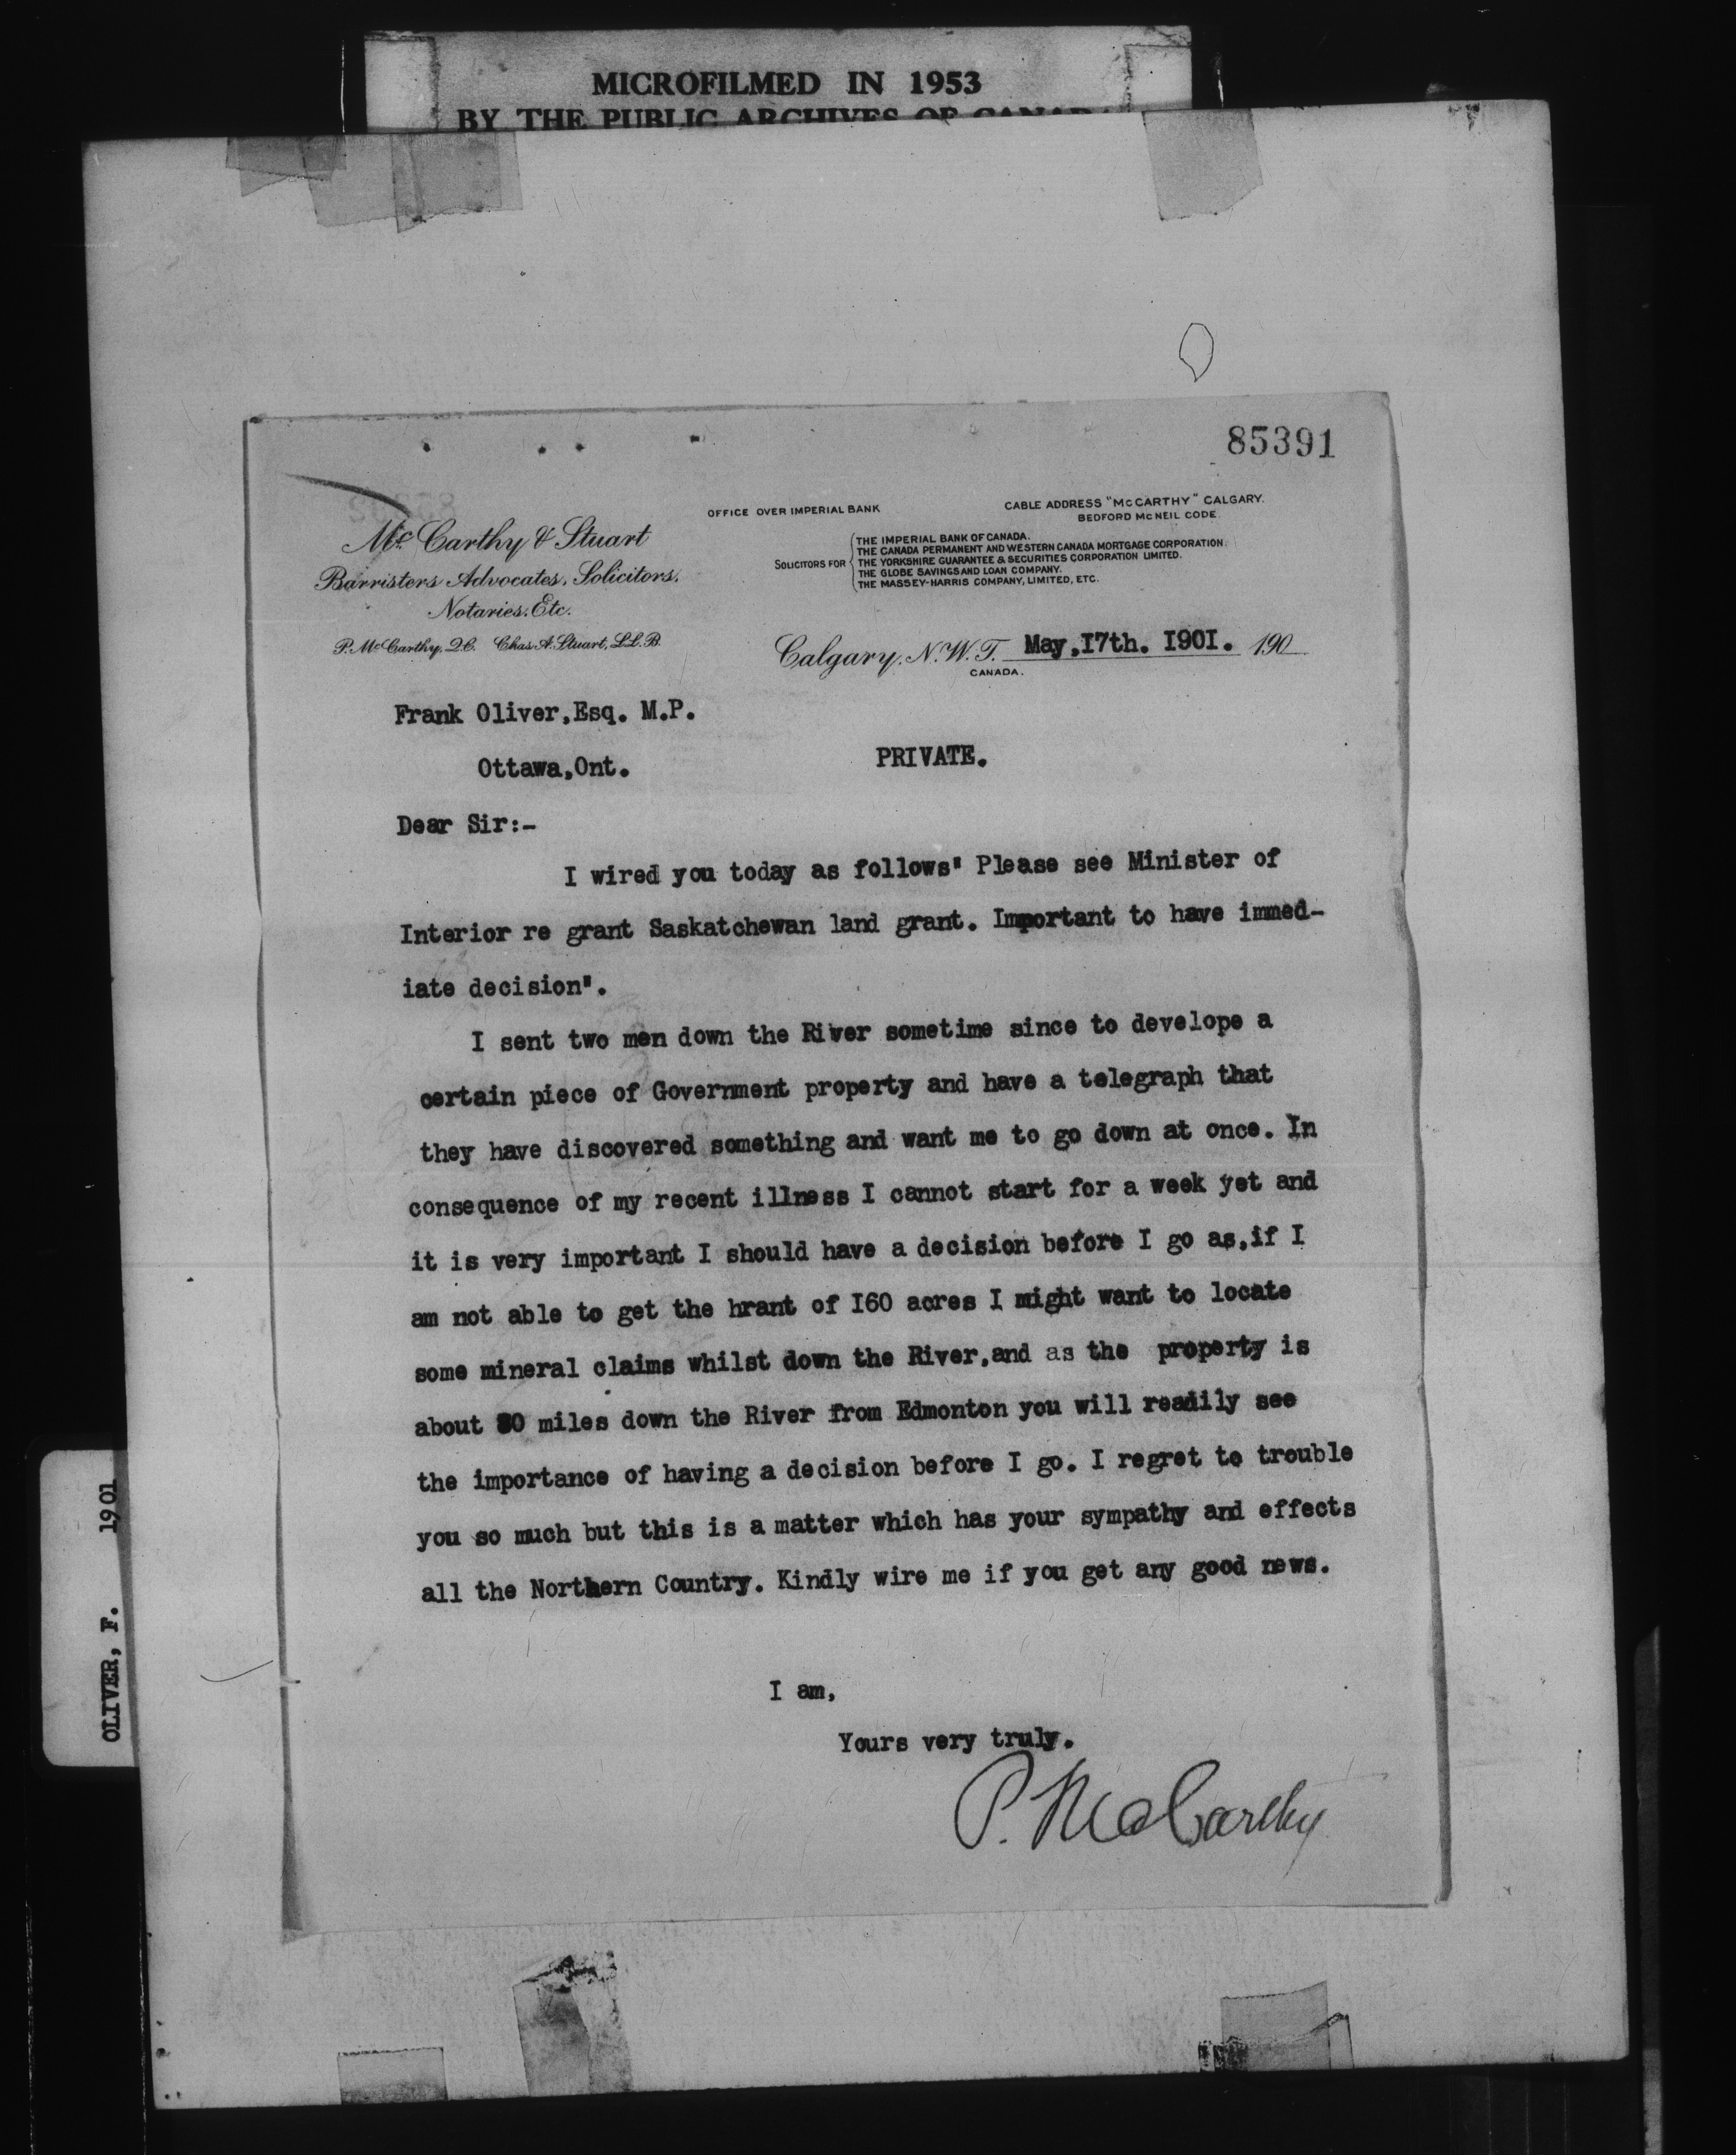 MICROFILMED IN 1953
BY THE PUBLIC ARCHIVES OF CANADA
85391
OFFICE OVER IMPERIAL BANK
CABLE ADDRESS "McCARTHY" CALGARY.
BEDFORD McNEIL CODE
McCarthy & Stuart
Barristers Advocates, Solicitors,
Notaries, Etc.
P. McCarthy, Q.C. Chas. A. Stuart, LL.B.
SOLICITORS FOR
THE IMPERIAL BANK OF CANADA.
THE CANADA PERMANENT AND WESTERN CANADA MORTGAGE CORPORATION.
THE YORKSHIRE GUARANTEE & SECURITIES CORPORATION LIMITED.
THE GLOBE SAVINGS AND LOAN COMPANY.
THE MASSEY-HARRIS COMPANY, LIMITED, ETC.
Calgary, N.W.T. May,I7th. I90I. 190
CANADA.
Frank Oliver,Esq. M.P.
Ottawa,Ont.
PRIVATE.
Dear Sir:-
I wired you today as follows" Please see Minister of
Interior re grant Saskatchewan land grant. Important to have immed-
iate decision".
I sent two men down the River sometime since to develope a
certain piece of Government property and have a telegraph that
they have discovered something and want me to go down at once. In
consequence of my recent illness I cannot start for a week yet and
it is very important I should have a decision before I go as,if I
am not able to get the hrant of I60 acres I might want to locate
some mineral claims whilst down the River,and as the property is
about miles down the River from Edmonton you will readily see
the importance of having a decision before I go. I regret to trouble
you so much but this is a matter which has your sympathy and effects
all the Northern Country. Kindly wire me if you get any good news.
I am,
Yours very truly.
P. McCarthy
OLIVER, F. 1901